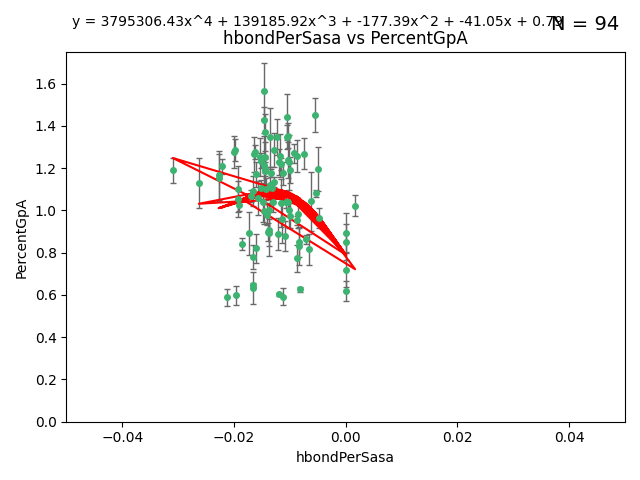 y = 3795306.43x^4 + 139185.92x^3 + -177.39x^2 + -41.05x + 0.79
N = 94
hbondPerSasa vs PercentGpA
PercentGpA
1.6
1.4
1.2
1.0
0.8
0.6
0.4
0.2
0.0
−0.04 −0.02 0.00 0.02 0.04
hbondPerSasa